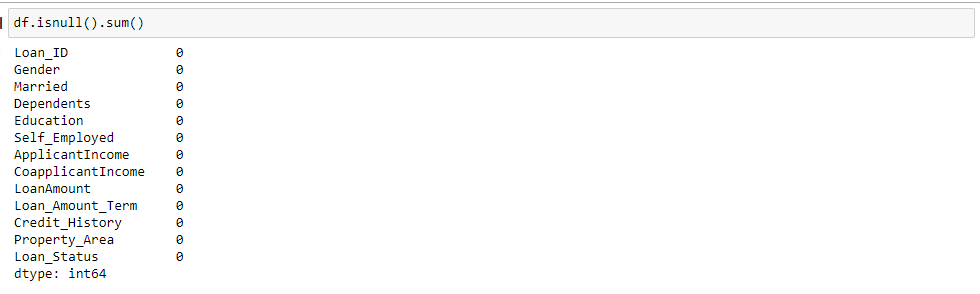 df.isnull().sum()
Loan_ID 0
Gender 0
Married 0
Dependents 0
Education 0
Self_Employed 0
ApplicantIncome 0
CoapplicantIncome 0
LoanAmount 0
Loan_Amount_Term 0
Credit_History 0
Property_Area 0
Loan_Status 0
dtype: int64